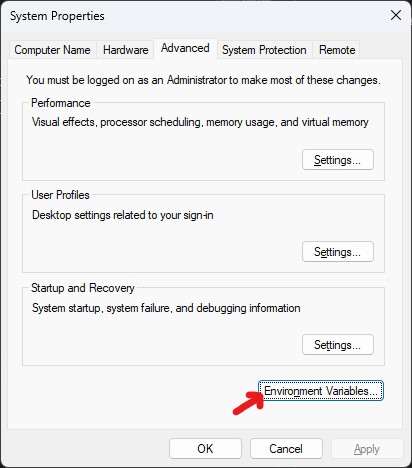 System Properties
Computer Name Hardware Advanced System Protection Remote
You must be logged on as an Administrator to make most of these changes.
Performance
Visual effects, processor scheduling, memory usage, and virtual memory
Settings...
User Profiles
Desktop settings related to your sign-in
Settings...
Startup and Recovery
System startup, system failure, and debugging information
Settings...
Environment Variables...
OK Cancel Apply